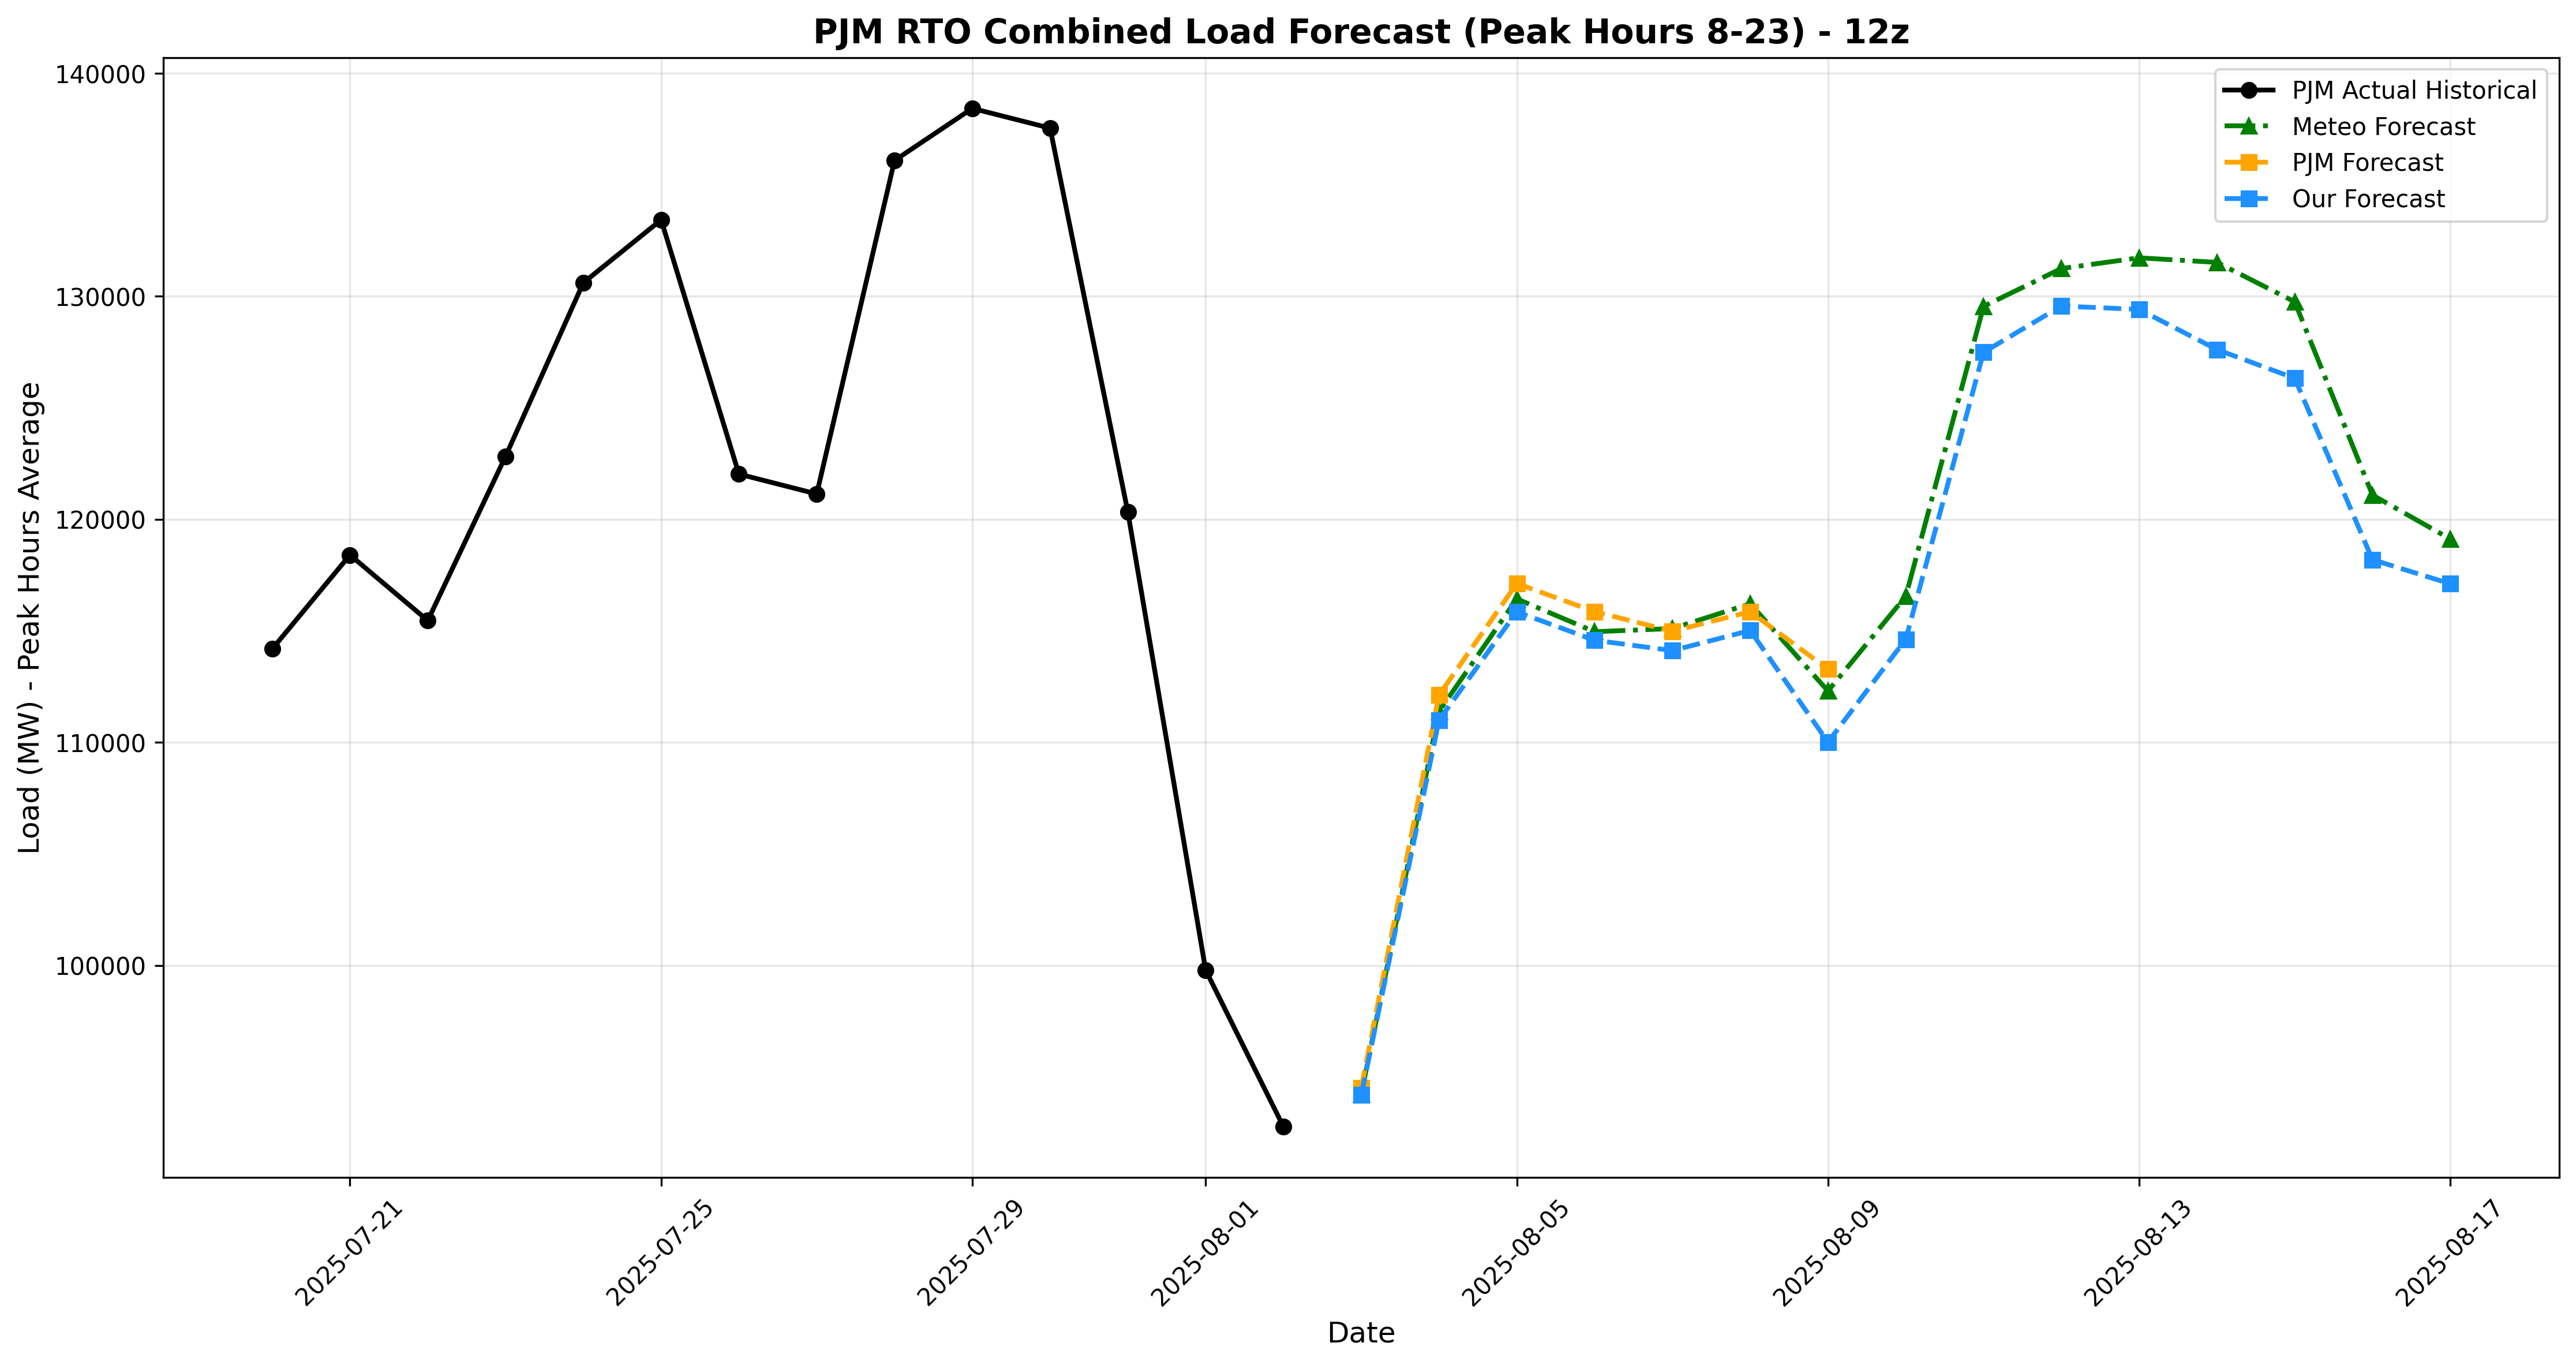 PJM RTO Combined Load Forecast (Peak Hours 8-23) - 12z
PJM Actual Historical
Meteo Forecast
PJM Forecast
Our Forecast
Load (MW) - Peak Hours Average
140000
130000
120000
110000
100000
2025-07-21
2025-07-25
2025-07-29
2025-08-01
2025-08-05
2025-08-09
2025-08-13
2025-08-17
Date